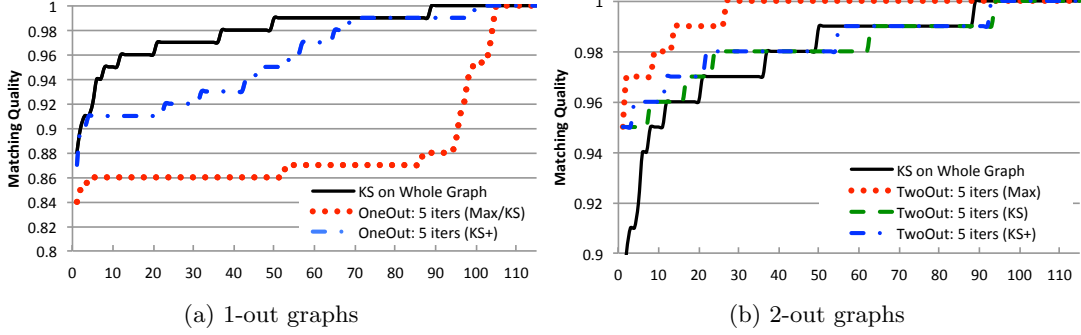 1
0.98
0.96
0.94
0.92
0.9
0.88
0.86
0.84
0.82
0.8
Matching Quality
KS on Whole Graph
OneOut: 5 iters (Max/KS)
OneOut: 5 iters (KS+)
0 10 20 30 40 50 60 70 80 90 100 110
(a) 1-out graphs
1
0.98
0.96
0.94
0.92
0.9
Matching Quality
KS on Whole Graph
TwoOut: 5 iters (Max)
TwoOut: 5 iters (KS)
TwoOut: 5 iters (KS+)
0 10 20 30 40 50 60 70 80 90 100 110
(b) 2-out graphs